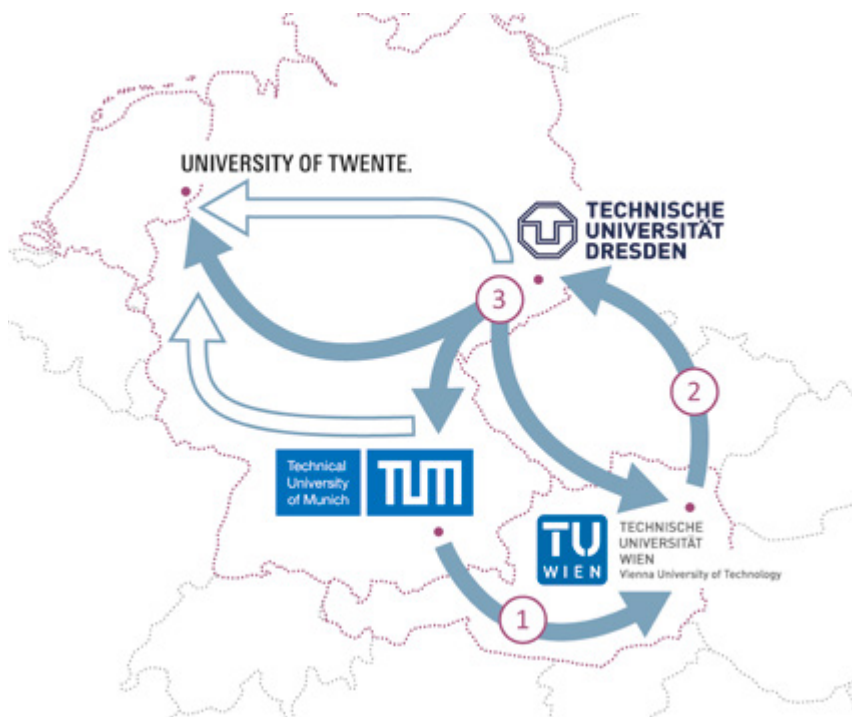 UNIVERSITY OF TWENTE.
TECHNISCHE
UNIVERSITÄT
DRESDEN
3
2
Technical
University
of Munich
TUM
TU
WIEN
TECHNISCHE
UNIVERSITÄT
WIEN
Vienna University of Technology
1